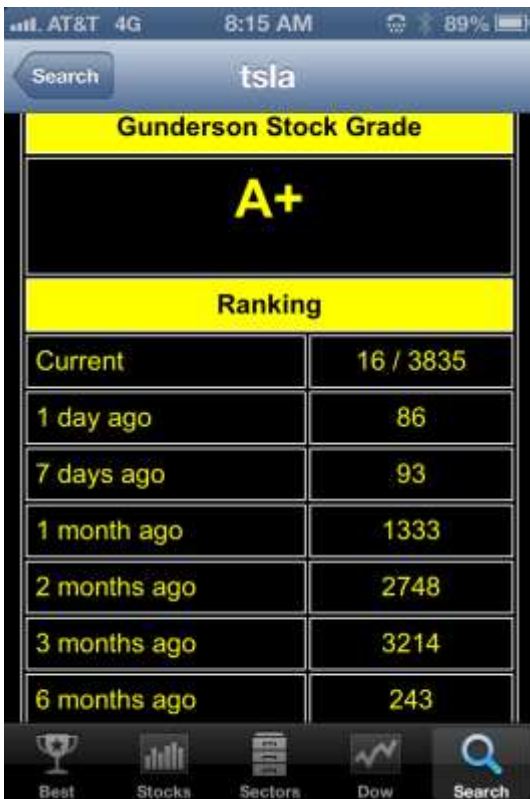 AT&T 4G 8:15 AM 89%
Search tsla
Gunderson Stock Grade
A+
Ranking
Current 16 / 3835
1 day ago 86
7 days ago 93
1 month ago 1333
2 months ago 2748
3 months ago 3214
6 months ago 243
Best Stocks Sectors Dow Search